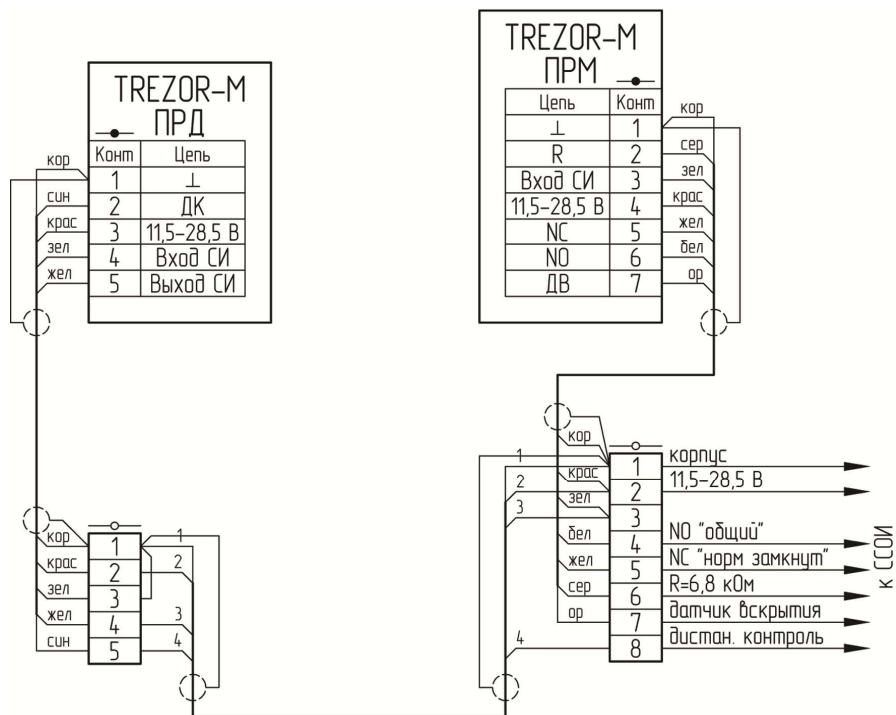 TREZOR-M
ПРД
Конт Цепь
1 ⊥
2 ДК
3 11,5-28,5 В
4 Вход СИ
5 Выход СИ
кор
син
крас
зел
жел
TREZOR-M
ПРМ
Цепь Конт
⊥ 1
R 2
Вход СИ 3
11,5-28,5 В 4
NC 5
NO 6
ДВ 7
кор
сер
зел
крас
жел
бел
ор
кор
крас
зел
жел
син
1
2
3
4
5
1
2
3
4
1
2
3
4
кор
крас
зел
бел
жел
сер
ор
1 корпус
2 11,5-28,5 В
3
4 NO "общий"
5 NC "норм замкнут"
6 R=6,8 кОм
7 датчик вскрытия
8 дистан. контроль
к ССОИ